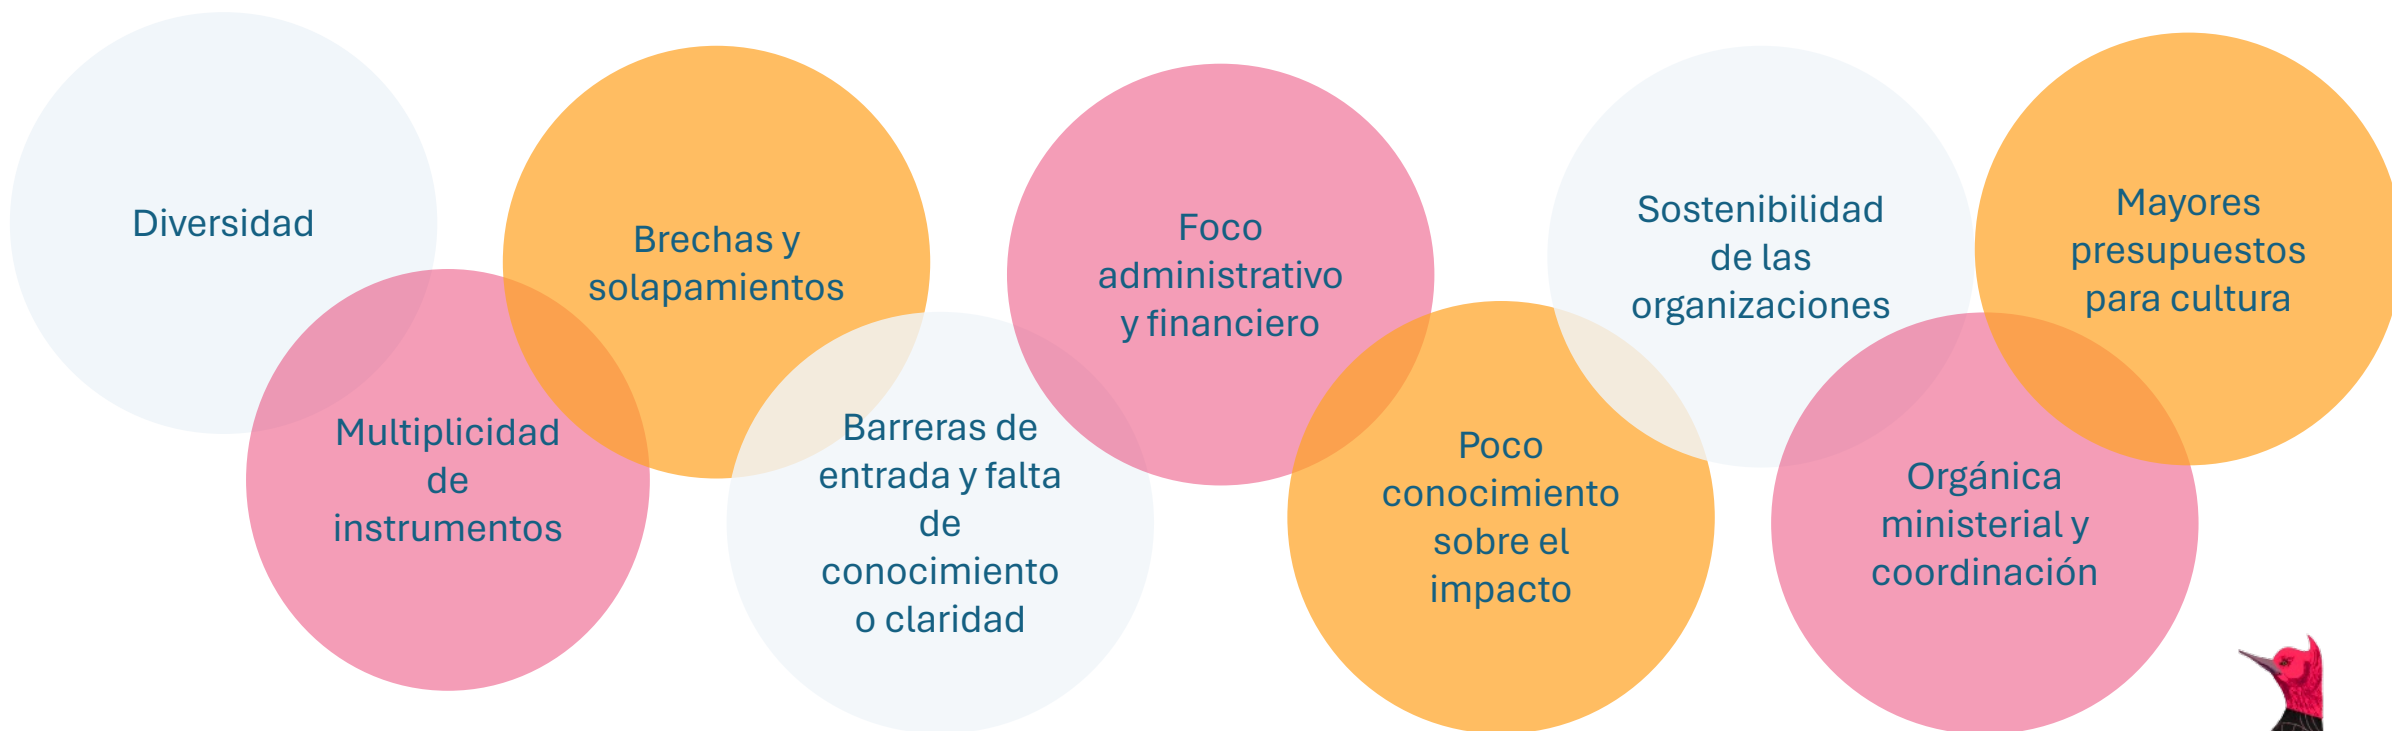 Diversidad
Multiplicidad
de
instrumentos
Brechas y
solapamientos
Barreras de
entrada y falta
de
conocimiento
o claridad
Foco
administrativo
y financiero
Poco
conocimiento
sobre el
impacto
Sostenibilidad
de las
organizaciones
Orgánica
ministerial y
coordinación
Mayores
presupuestos
para cultura